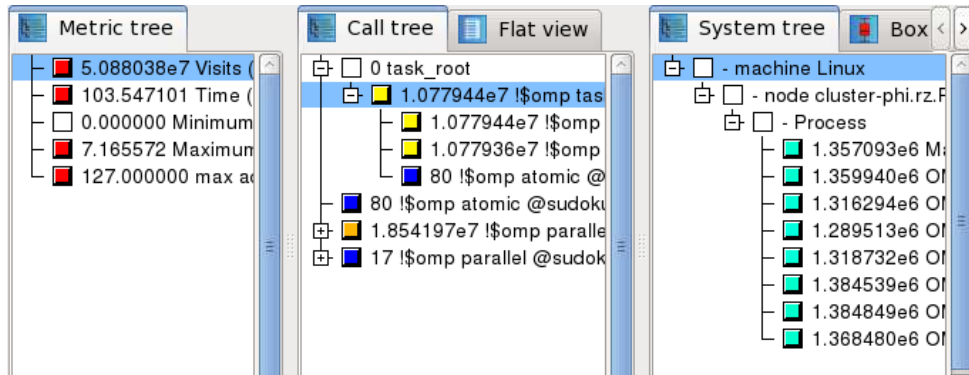 Metric tree
5.088038e7 Visits (
103.547101 Time (
0.000000 Minimum
7.165572 Maximum
127.000000 max
Call tree
Flat view
0 task_root
1.077944e7 !$omp tas
1.077944e7 !$omp
1.077936e7 !$omp
80 !$omp atomic @
80 !$omp atomic @sudok
1.854197e7 !$omp paralle
17 !$omp parallel @sudok
System tree
Box
- machine Linux
- node cluster-phi.rz.
- Process
1.357093e6
1.359940e6
1.316294e6
1.289513e6
1.318732e6
1.384539e6
1.384849e6
1.368480e6